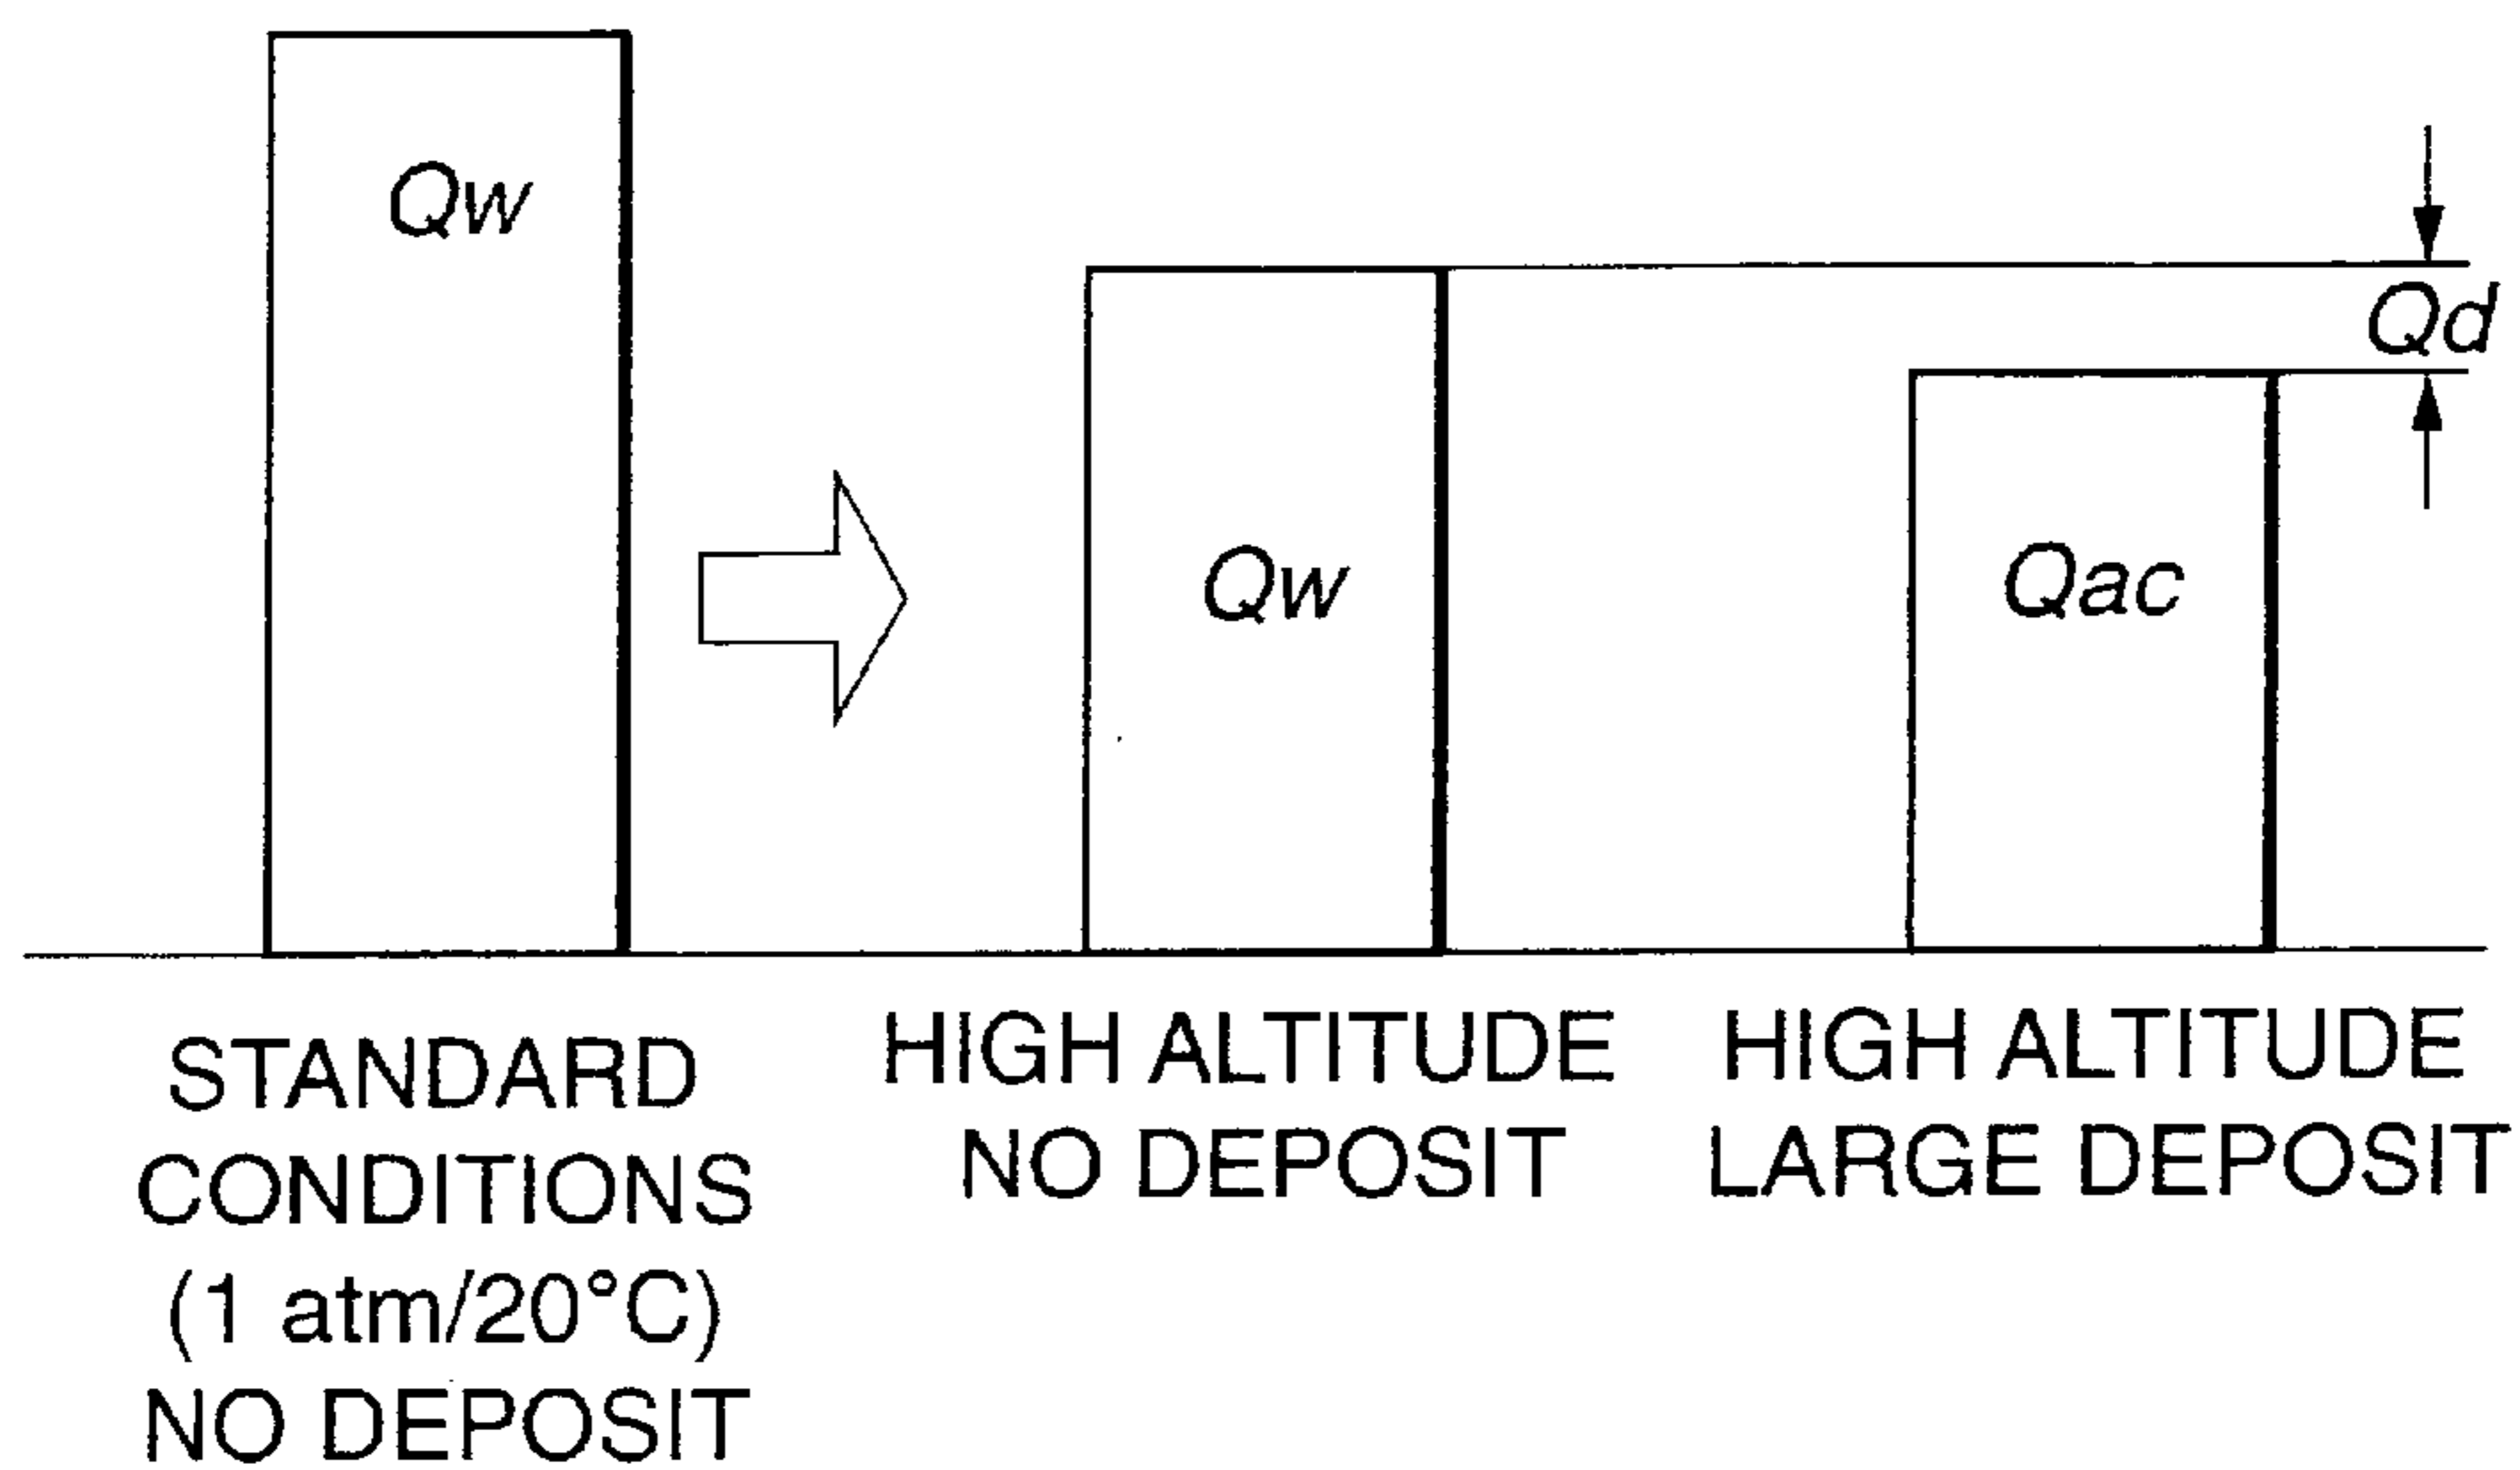 Qw
Qw
Qac
Qd
STANDARD
CONDITIONS
(1 atm/20°C)
NO DEPOSIT
HIGH ALTITUDE
NO DEPOSIT
HIGH ALTITUDE
LARGE DEPOSIT